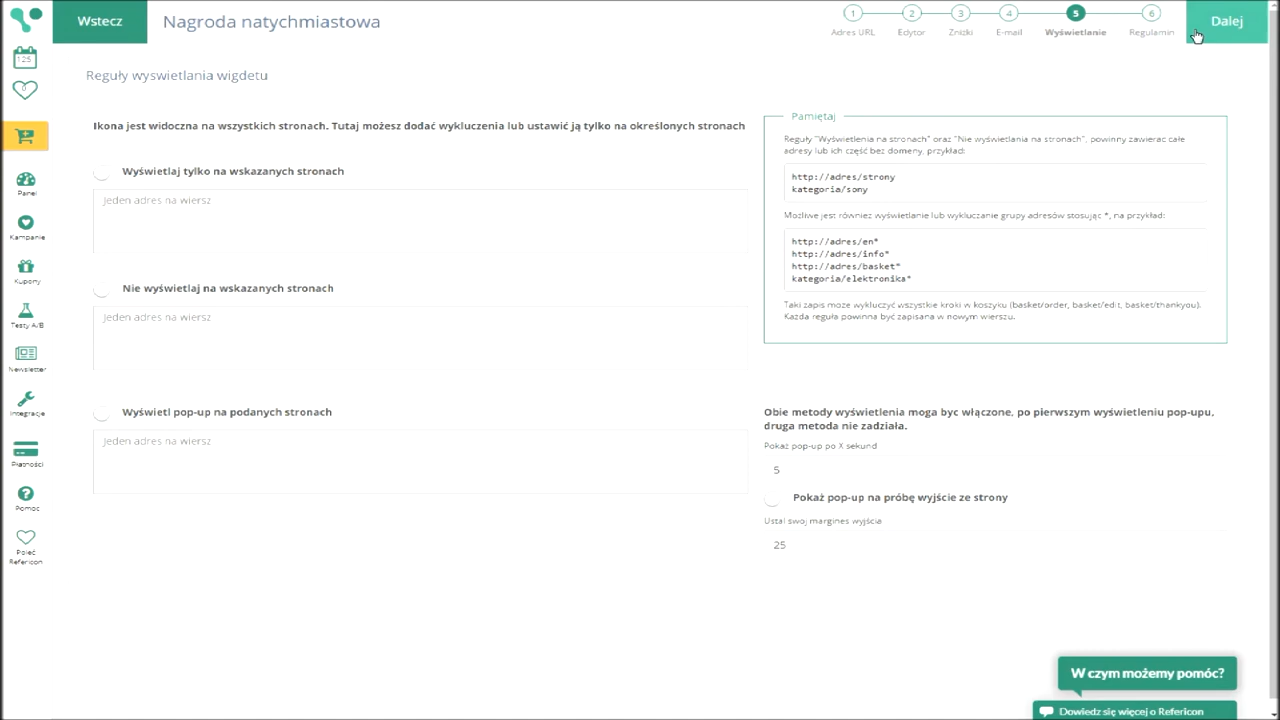 Wstecz
Nagroda natychmiastowa
1
2
3
4
5
6
Adres URL
Edytor
Zniżki
E-mail
Wyświetlanie
Regulamin
Dalej
125
Panel
Kampanie
Kupony
Testy A/B
Newsletter
Integracje
Płatności
Pomoc
Poleć
Refericon
Reguły wyswietlania wigdetu
Ikona jest widoczna na wszystkich stronach. Tutaj możesz dodać wykluczenia lub ustawić ją tylko na określonych stronach
Wyświetlaj tylko na wskazanych stronach
Jeden adres na wiersz
Nie wyświetlaj na wskazanych stronach
Jeden adres na wiersz
Wyświetl pop-up na podanych stronach
Jeden adres na wiersz
Pamiętaj
Reguły "Wyświetlenia na stronach" oraz "Nie wyświetlania na stronach", powinny zawierać całe
adresy lub ich część bez domeny, przykład:
http://adres/strony
kategoria/sony
Możliwe jest również wyświetlanie lub wykluczanie grupy adresów stosując *, na przykład:
http://adres/en*
http://adres/info*
http://adres/basket*
kategoria/elektronika*
Taki zapis może wykluczyć wszystkie kroki w koszyku (basket/order, basket/edit, basket/thankyou).
Każda reguła powinna być zapisana w nowym wierszu.
Obie metody wyświetlenia moga byc włączone, po pierwszym wyświetleniu pop-upu,
druga metoda nie zadziała.
Pokaż pop-up po X sekund
5
Pokaż pop-up na próbę wyjście ze strony
Ustal swoj margines wyjścia
25
W czym możemy pomóc?
Dowiedz się więcej o Refericon